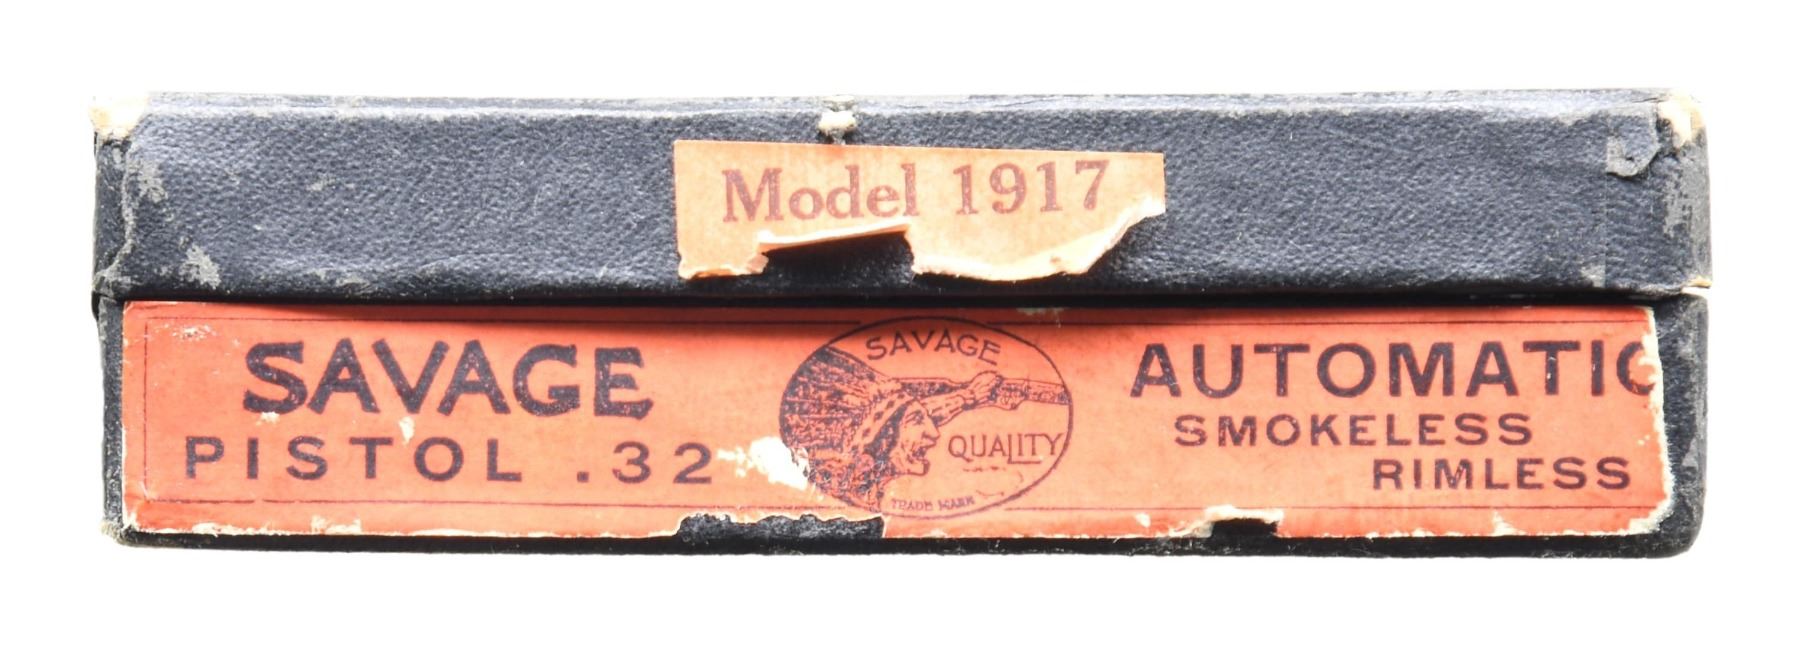 Model 1917
SAVAGE
PISTOL .32
SAVAGE
QUALITY
TRADE MARK
AUTOMATIC
SMOKELESS
RIMLESS